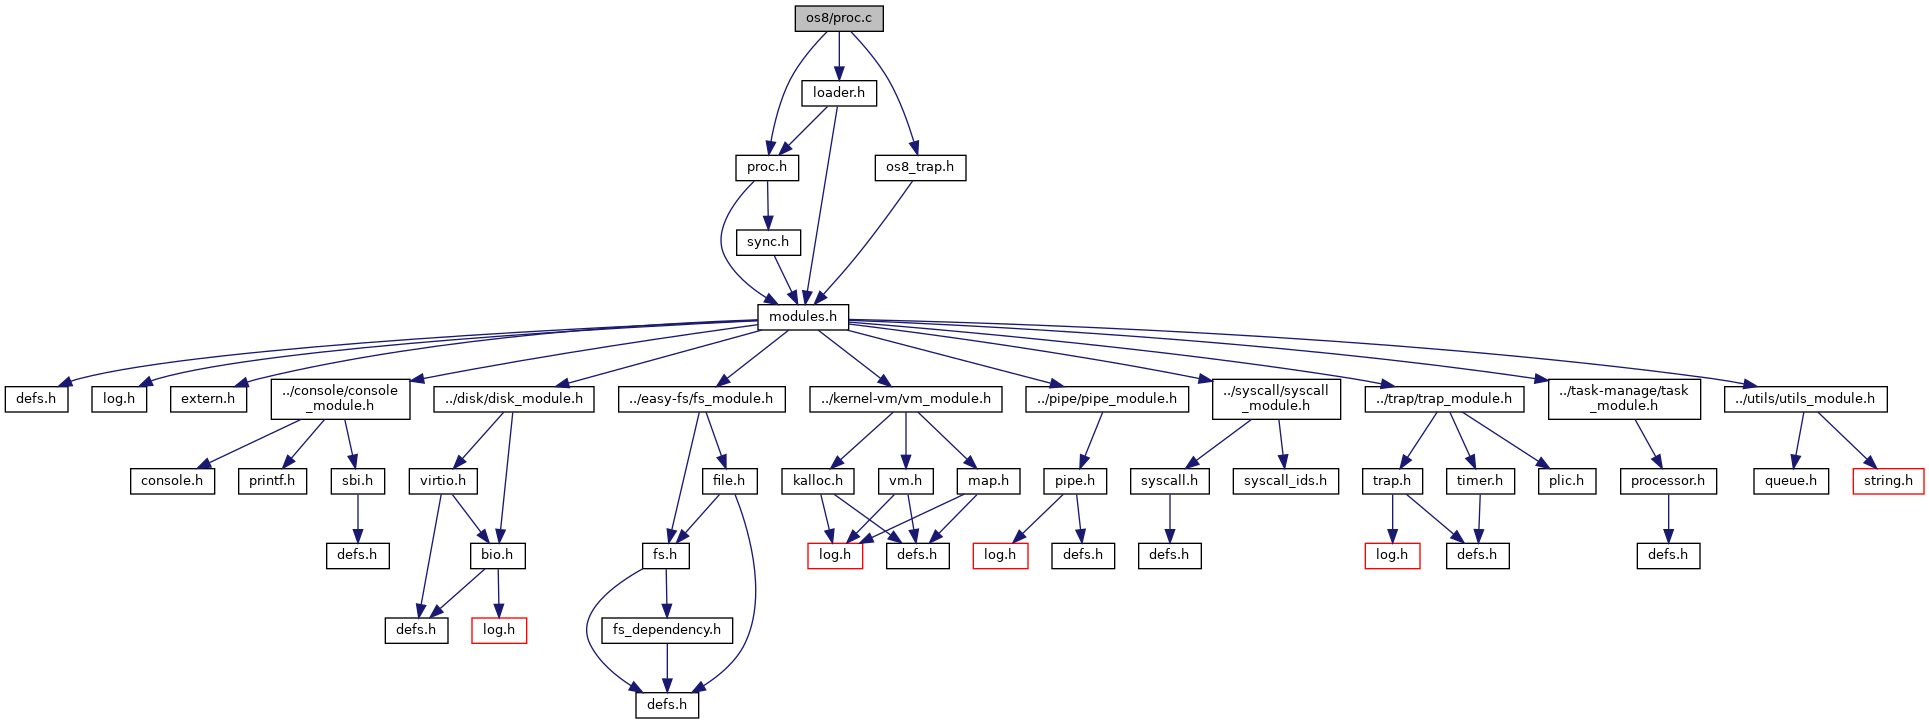 os8/proc.c
loader.h
proc.h
os8_trap.h
sync.h
modules.h
defs.h
log.h
extern.h
../console/console
_module.h
../disk/disk_module.h
../easy-fs/fs_module.h
../kernel-vm/vm_module.h
../pipe/pipe_module.h
../syscall/syscall
_module.h
../trap/trap_module.h
../task-manage/task
_module.h
../utils/utils_module.h
console.h
printf.h
sbi.h
virtio.h
file.h
kalloc.h
vm.h
map.h
pipe.h
syscall.h
syscall_ids.h
trap.h
timer.h
plic.h
processor.h
queue.h
string.h
defs.h
bio.h
fs.h
log.h
defs.h
log.h
defs.h
defs.h
log.h
defs.h
defs.h
defs.h
log.h
fs_dependency.h
defs.h